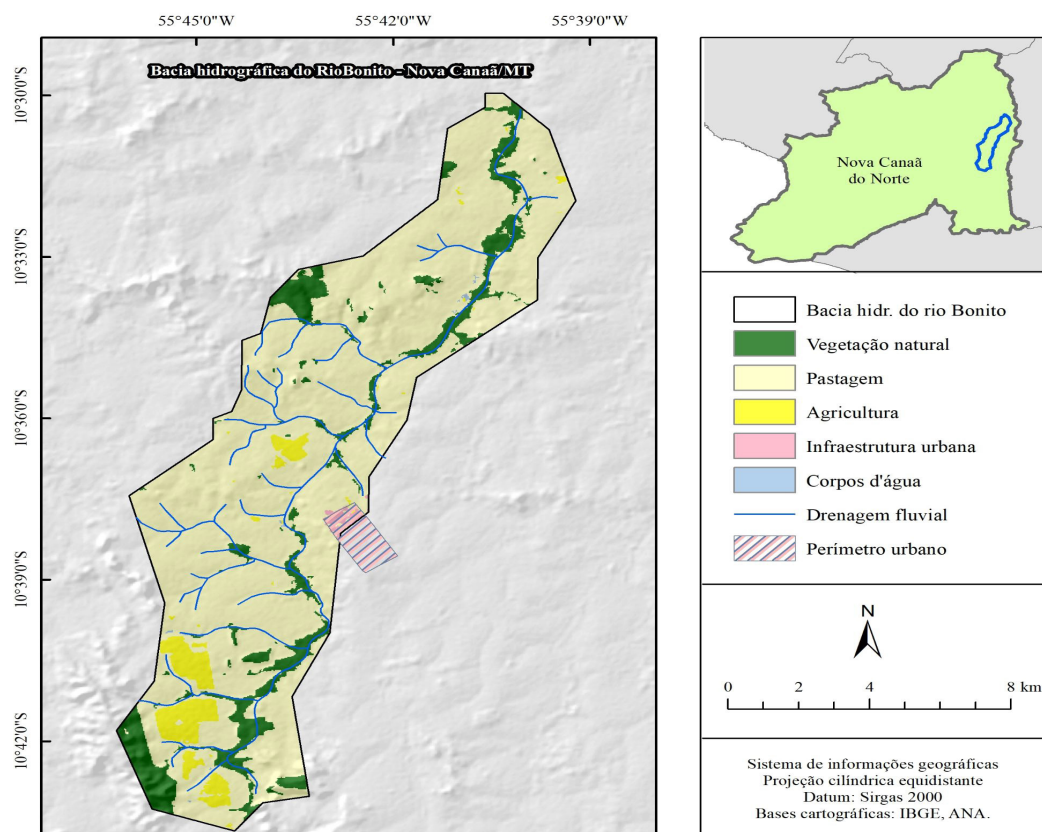 55°45'0"W 55°42'0"W 55°39'0"W
Bacia hidrográfica do RioBonito - Nova Canaã/MT
10°30'0"S
10°33'0"S
10°36'0"S
10°39'0"S
10°42'0"S
Nova Canaã
do Norte
Bacia hidr. do rio Bonito
Vegetação natural
Pastagem
Agricultura
Infraestrutura urbana
Corpos d'água
Drenagem fluvial
Perímetro urbano
N
0 2 4 8 km
Sistema de informações geográficas
Projeção cilíndrica equidistante
Datum: Sirgas 2000
Bases cartográficas: IBGE, ANA.